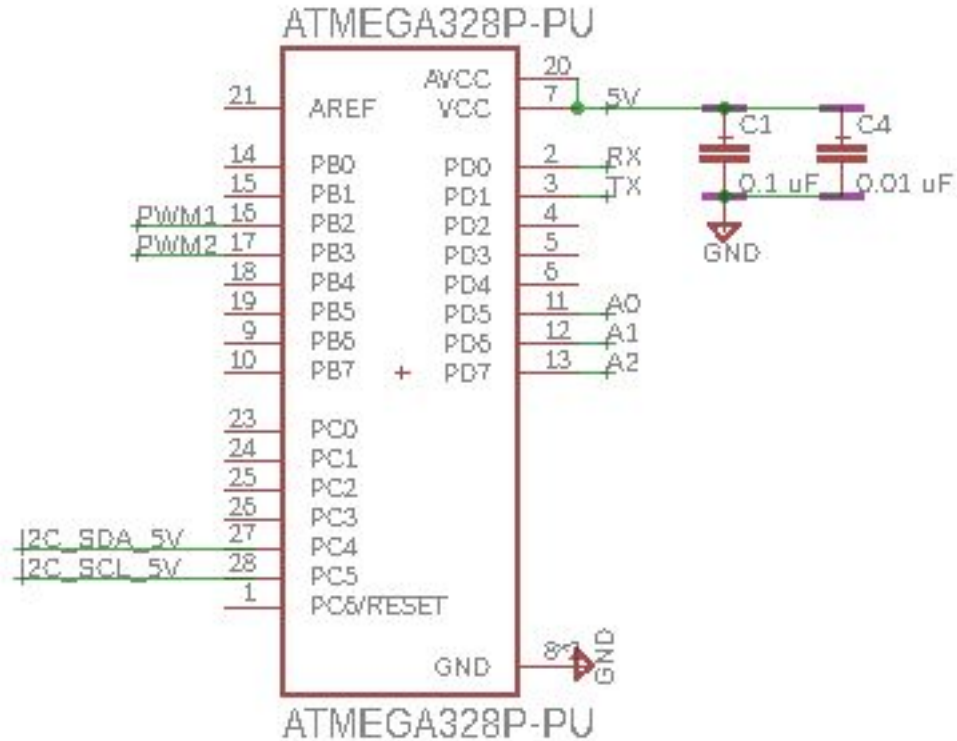 ATMEGA328P-PU
AVCC 20
21 AREF VCC 7 5V
C1 C4
14 PB0 PD0 2 RX
15 PB1 PD1 3 TX 0.1 uF 0.01 uF
PWM1 16 PB2 PD2 4
PWM2 17 PB3 PD3 5 GND
18 PB4 PD4 6
19 PB5 PD5 11 A0
9 PB6 PD6 12 A1
10 PB7 PD7 13 A2
23 PC0
24 PC1
25 PC2
26 PC3
I2C_SDA_5V 27 PC4
I2C_SCL_5V 28 PC5
1 PC6/RESET
GND GND
ATMEGA328P-PU